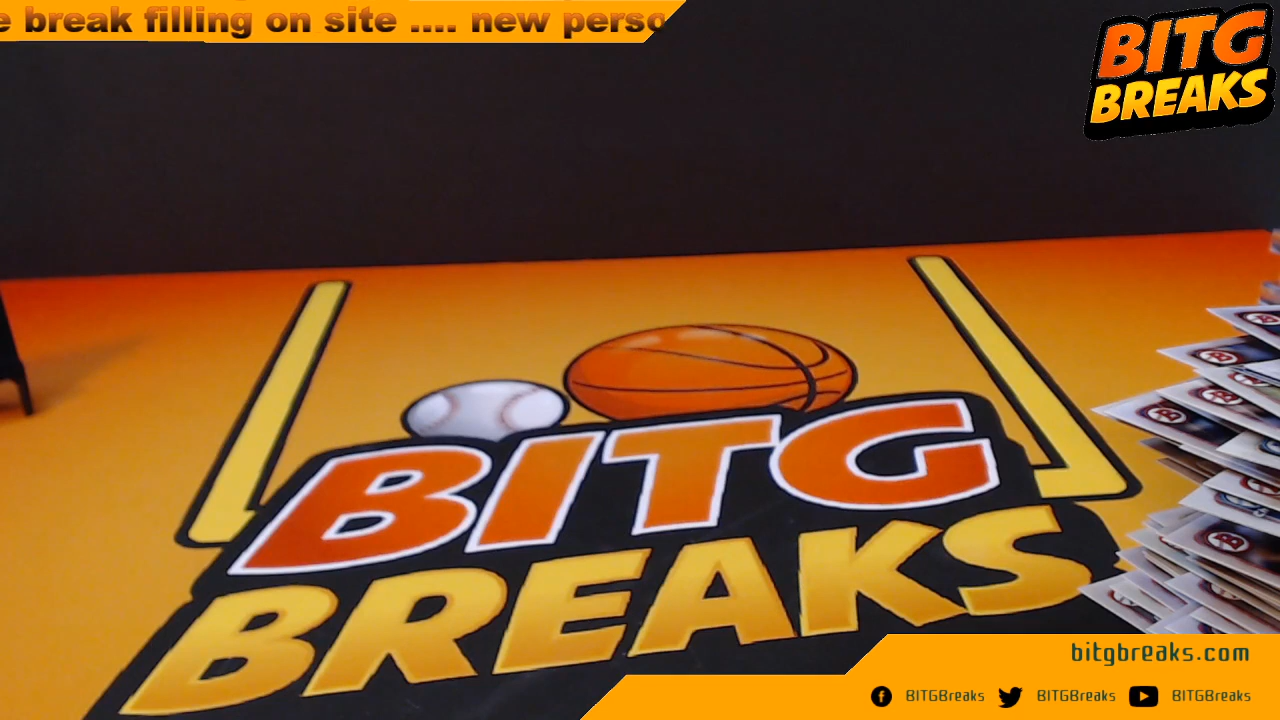 e break filling on site .... new perso
BITG
BREAKS
BITG
BREAKS
bitgbreaks.com
BITGBreaks BITGBreaks BITGBreaks